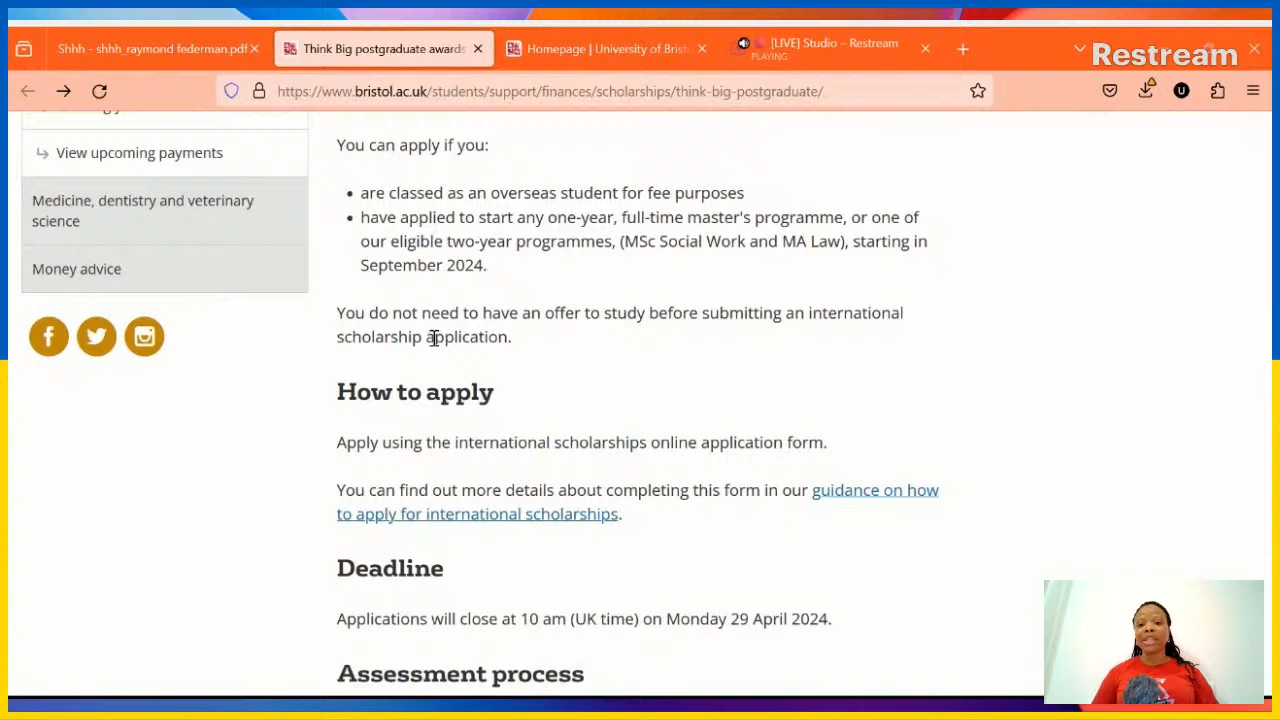 Shhh - shhh_raymond federman.pdf
Think Big postgraduate awards
Homepage | University of Brist
[LIVE] Studio – Restream
PLAYING
Restream
https://www.bristol.ac.uk/students/support/finances/scholarships/think-big-postgraduate/
View upcoming payments
Medicine, dentistry and veterinary
science
Money advice
You can apply if you:
• are classed as an overseas student for fee purposes
• have applied to start any one-year, full-time master's programme, or one of
our eligible two-year programmes, (MSc Social Work and MA Law), starting in
September 2024.
You do not need to have an offer to study before submitting an international
scholarship application.
How to apply
Apply using the international scholarships online application form.
You can find out more details about completing this form in our guidance on how
to apply for international scholarships.
Deadline
Applications will close at 10 am (UK time) on Monday 29 April 2024.
Assessment process